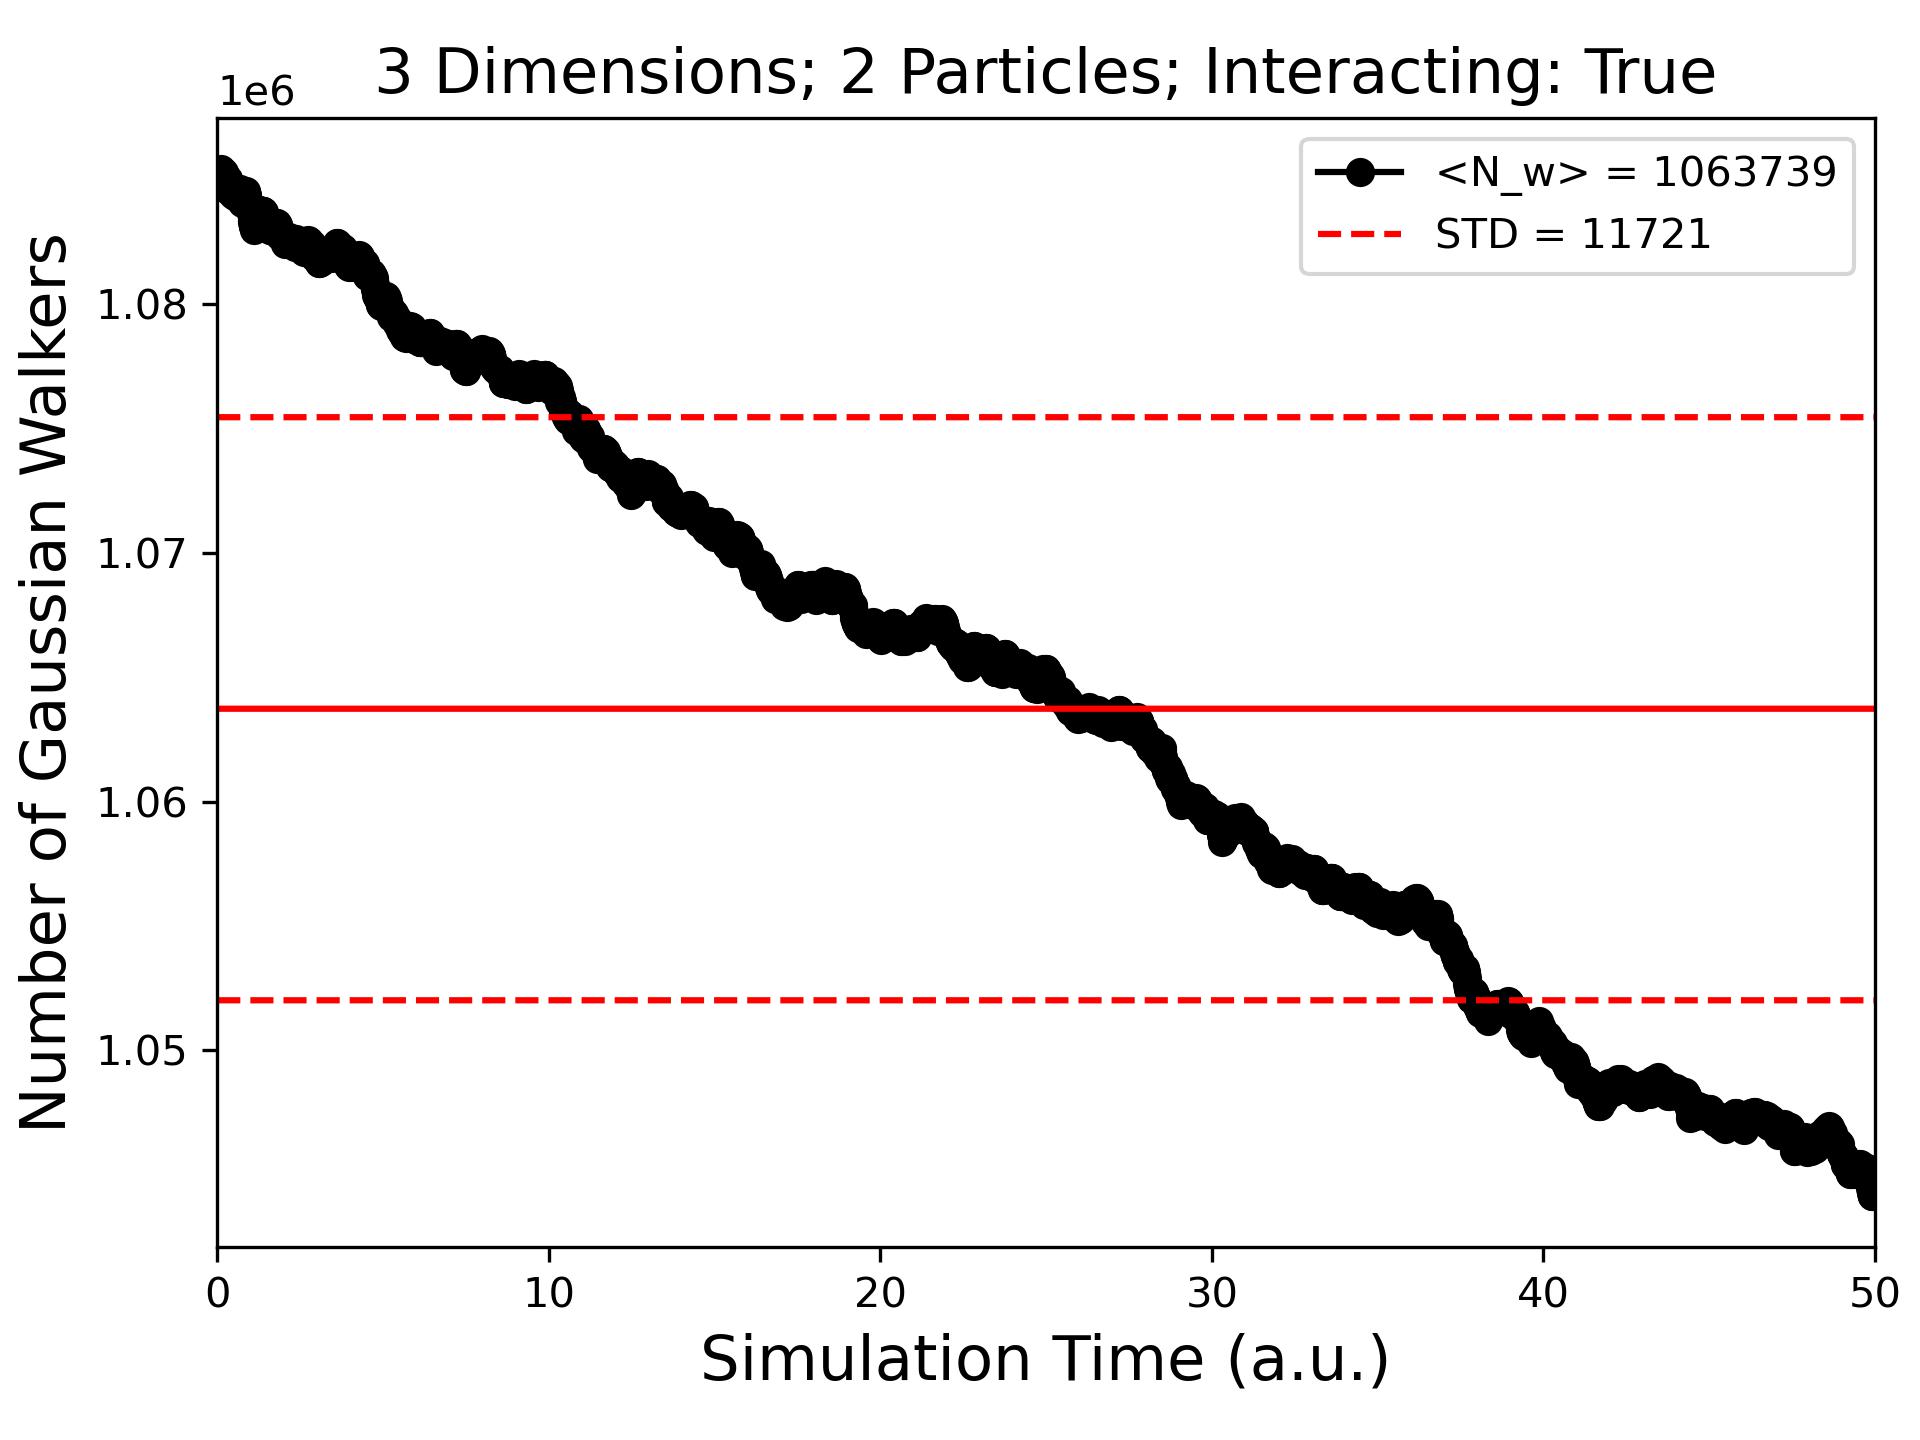 3 Dimensions; 2 Particles; Interacting: True
1e6
<N_w> = 1063739
STD = 11721
Number of Gaussian Walkers
1.08
1.07
1.06
1.05
0 10 20 30 40 50
Simulation Time (a.u.)